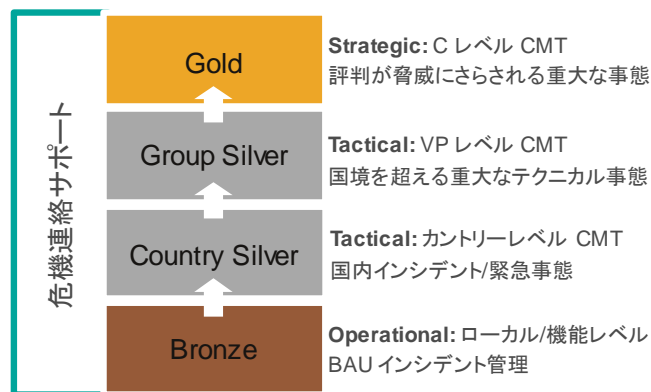 危機連絡サポート
Gold
Strategic: C レベル CMT
評判が脅威にさらされる重大な事態
Group Silver
Tactical: VP レベル CMT
国境を超える重大なテクニカル事態
Country Silver
Tactical: カントリーレベル CMT
国内インシデント/緊急事態
Bronze
Operational: ローカル/機能レベル
BAU インシデント管理